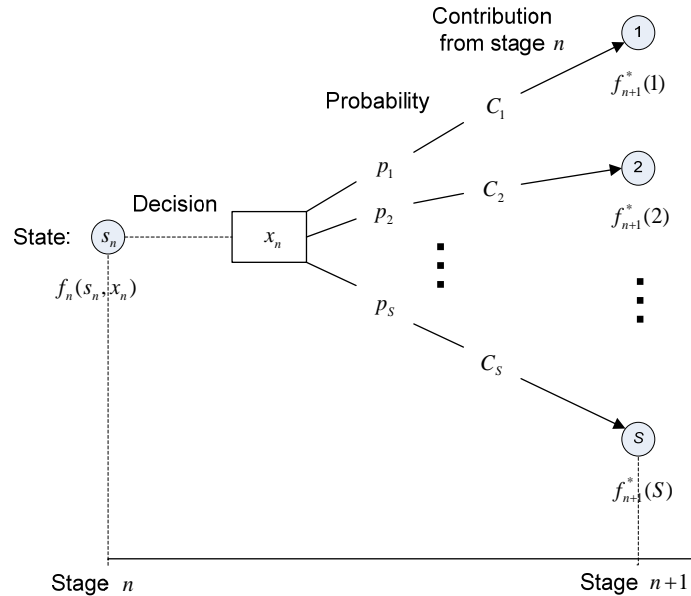 Contribution
from stage n
1
f*n+1(1)
Probability
C1
p1
2
C2
Decision
p2
f*n+1(2)
State:
sn
xn
fn(sn, xn)
pS
CS
S
f*n+1(S)
Stage n
Stage n+1